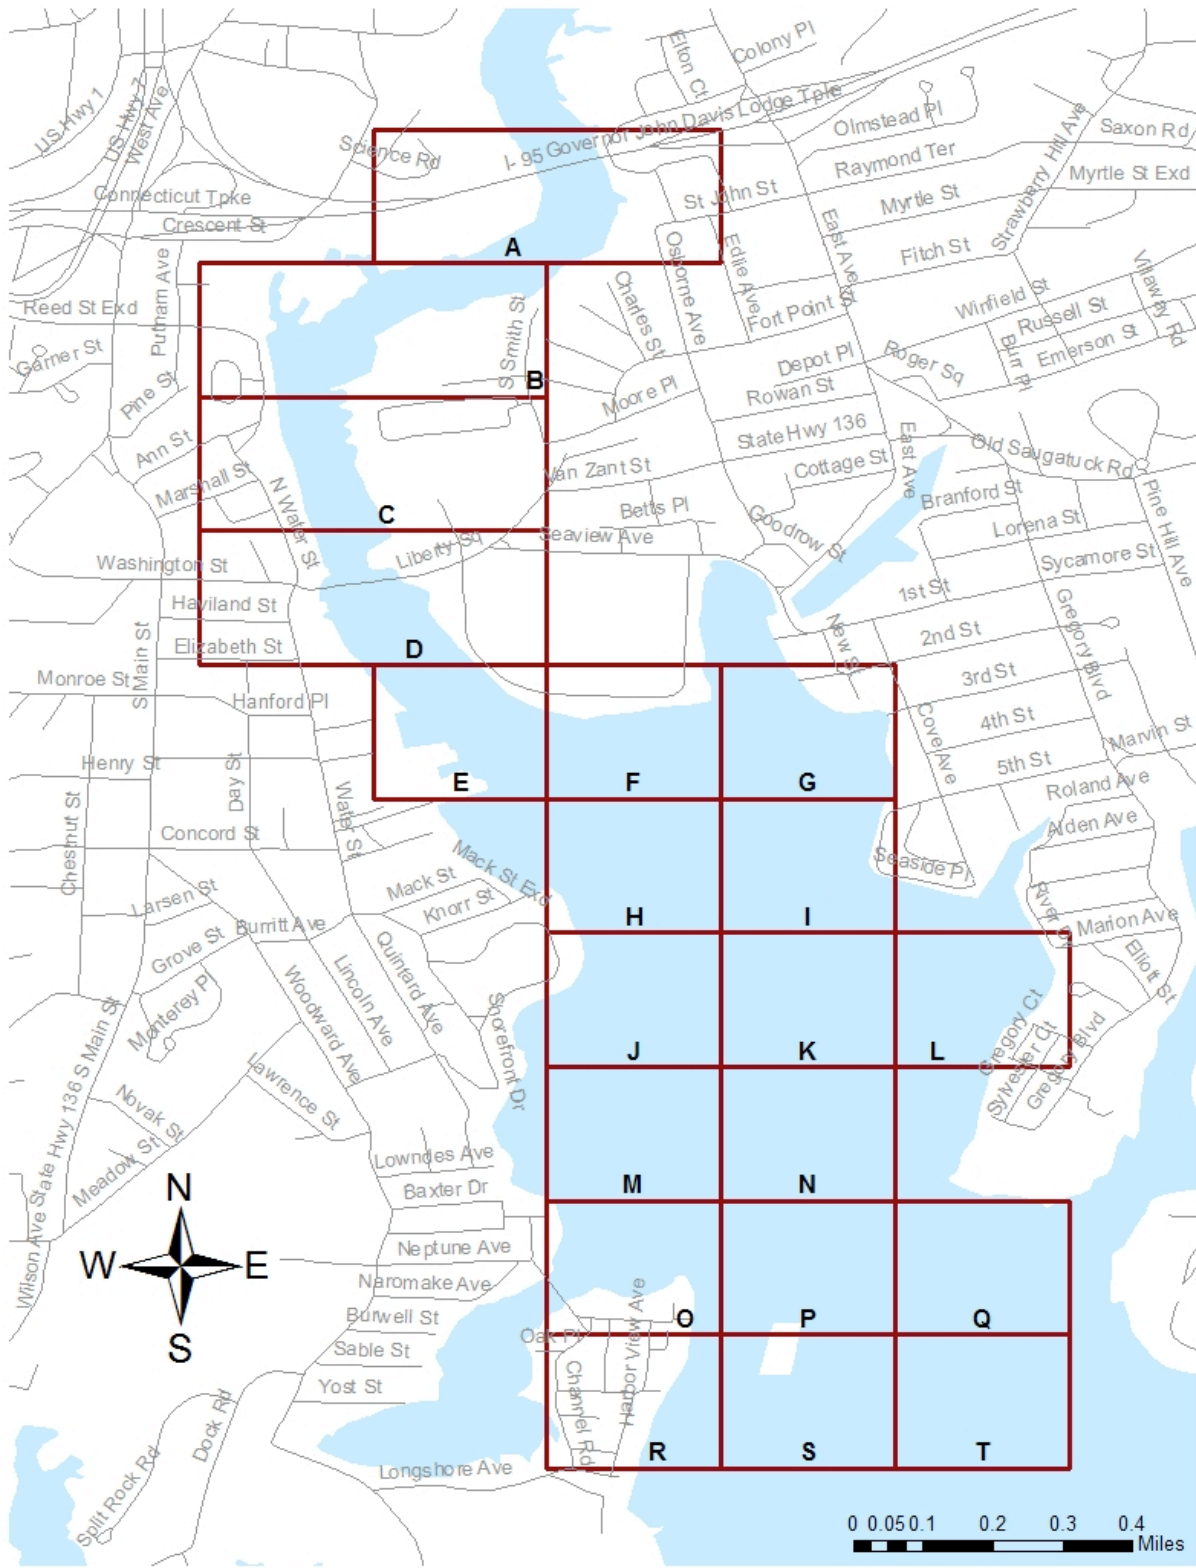 Elton Ct
Colony Pl
US Hwy 1
US Hwy 7
West Ave
I- 95 Governor John Davis Lodge Tpke
Olmstead Pl
Saxon Rd
Science Rd
Raymond Ter
Strawberry Hill Ave
Myrtle St Exd
Connecticut Tpke
St John St
Myrtle St
Crescent St
East Ave
Fitch St
A
Osborne Ave
Edlie Ave
Putnam Ave
Villaway Rd
Reed St Exd
Charles St
Fort Point St
Winfield St
Russell St
S Smith St
Garner St
Depot Pl
Roger Sq
Burr Pl
Emerson St
B
Pine St
Moore Pl
Rowan St
State Hwy 136
Ann St
Van Zant St
Cottage St
East Ave
Old Saugatuck Rd
Marshall St
N Water St
C
Betts Pl
Goodrow St
Branford St
Pine Hill Ave
Liberty Sq
Seaview Ave
Lorena St
Washington St
Sycamore St
Haviland St
1st St
Gregory Blvd
Elizabeth St
D
New St
2nd St
S Main St
Monroe St
3rd St
Hanford Pl
Cove Ave
4th St
Marvin St
Henry St
Day St
5th St
E
F
G
Roland Ave
Chestnut St
Water St
Concord St
Alden Ave
Mack St Exd
Seaside Pl
Mack St
Larsen St
Knorr St
H
I
River
Marion Ave
Burritt Ave
Grove St
Quintard Ave
Lincoln Ave
Elliott St
Woodward Ave
Monterey Pl
Shorefront Dr
Gregory Ct
J
K
L
Sylvester Ct
Gregory Blvd
State Hwy 136 S Main St
Lawrence St
Novak St
Meadow St
Lowndes Ave
Baxter Dr
M
N
N
W
E
S
Wilson Ave
Neptune Ave
Naromake Ave
Burwell St
Harbor View Ave
O
P
Q
Oak Pl
Sable St
Yost St
Channel Rd
Dock Rd
R
S
T
Split Rock Rd
Longshore Ave
0 0.05 0.1 0.2 0.3 0.4
Miles